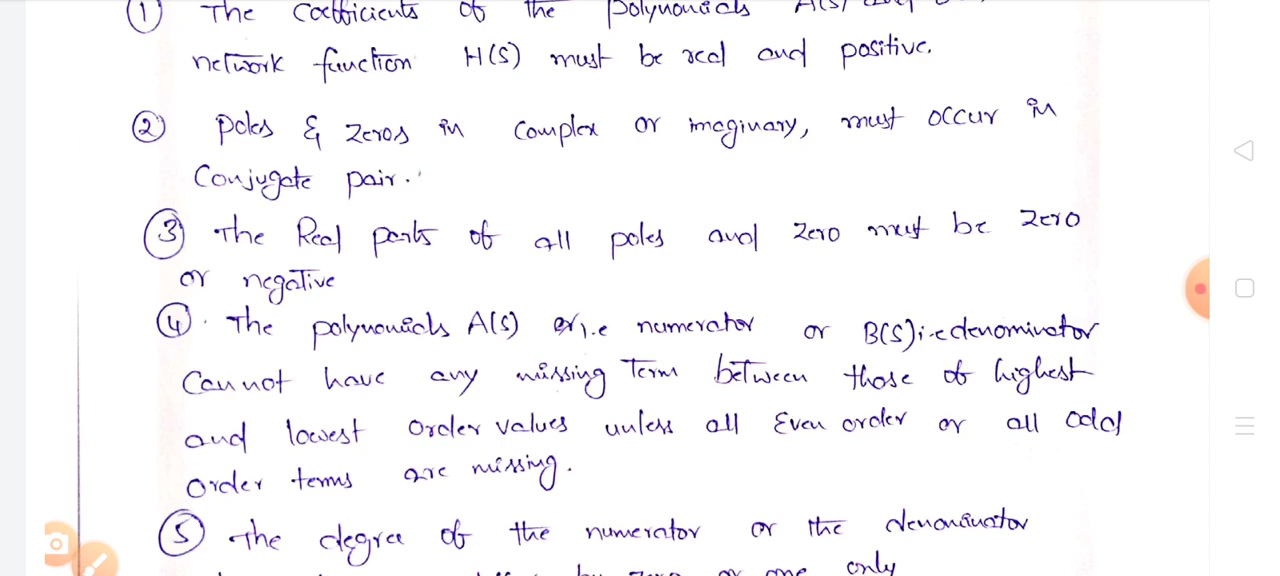 ① The coefficients of the polynomials A(S)
network function H(S) must be real and positive.
② Poles & zeros in complex or imaginary, must occur in
Conjugate pair.
③ The Real parts of all poles and zero must be zero
or negative
④. The polynomials A(S) or i.e numerator or B(S) i.e denominator
Cannot have any missing Term between those of highest
and lowest order values unless all Even order or all odd
order terms are missing.
⑤ The degree of the numerator or the denominator
by zero or one only